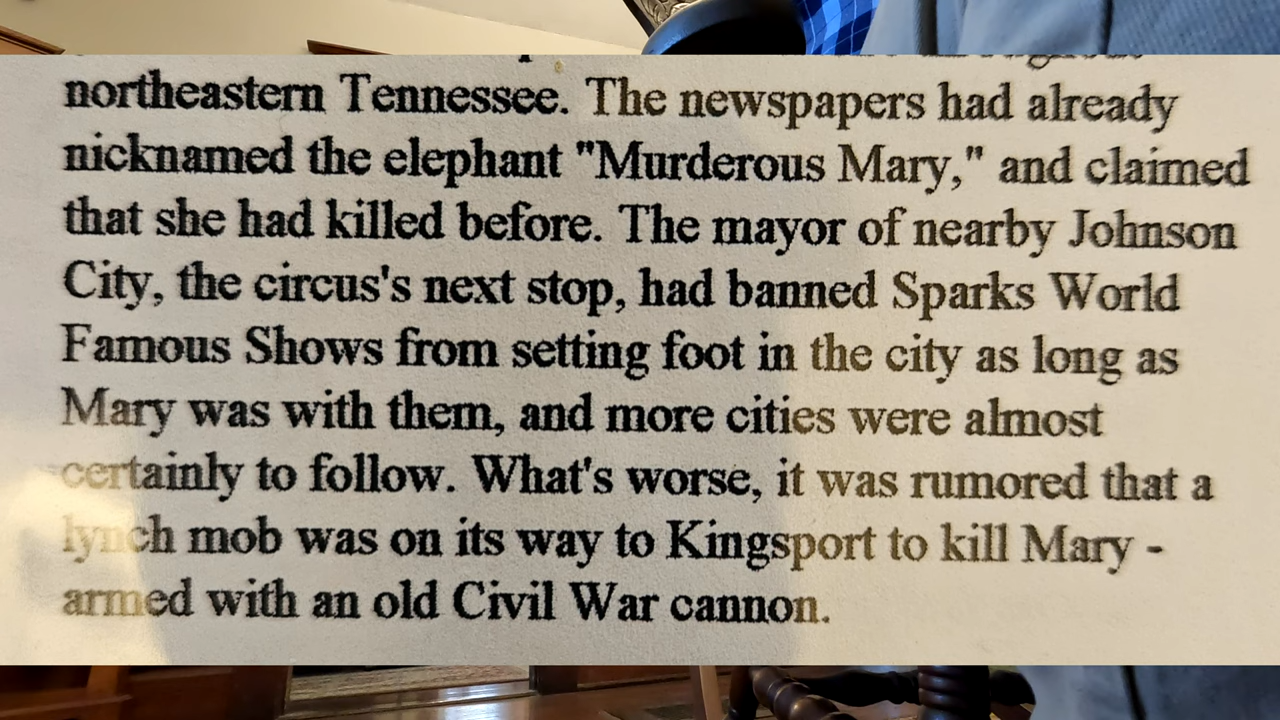 northeastern Tennessee. The newspapers had already
nicknamed the elephant "Murderous Mary," and claimed
that she had killed before. The mayor of nearby Johnson
City, the circus's next stop, had banned Sparks World
Famous Shows from setting foot in the city as long as
Mary was with them, and more cities were almost
certainly to follow. What's worse, it was rumored that a
lynch mob was on its way to Kingsport to kill Mary -
armed with an old Civil War cannon.